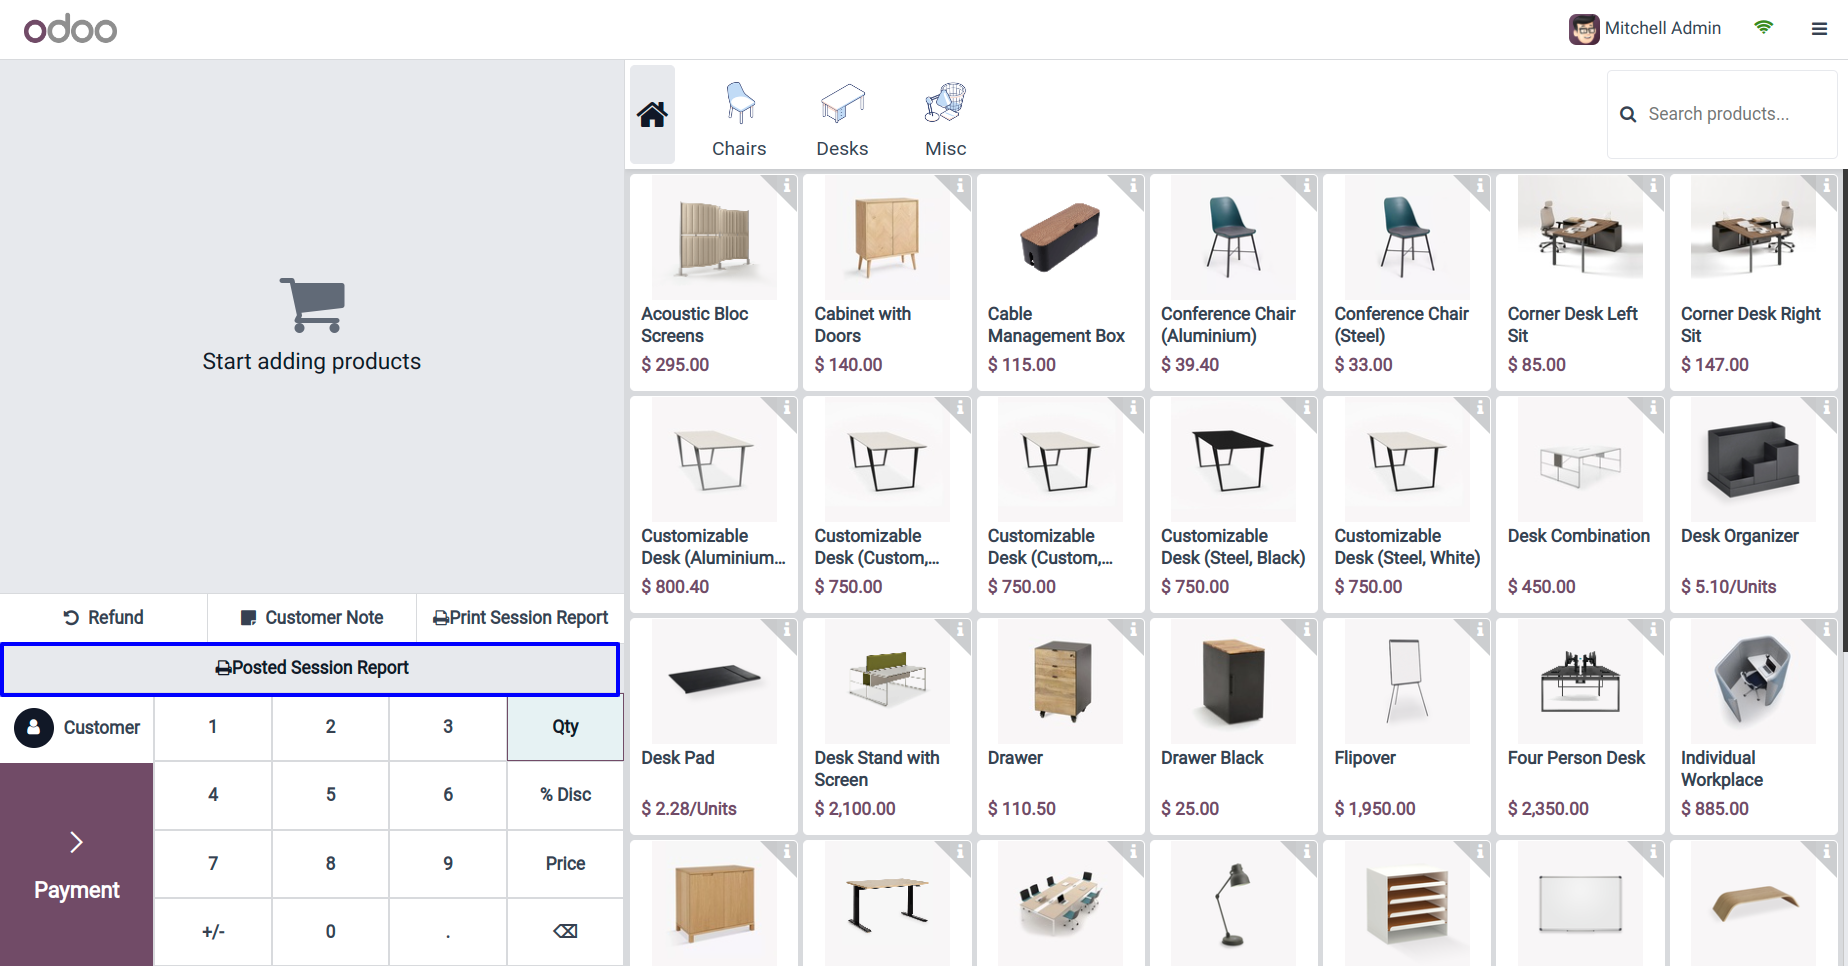 odoo
Mitchell Admin
Chairs
Desks
Misc
Search products...
Start adding products
Acoustic Bloc
Screens
$ 295.00
Cabinet with
Doors
$ 140.00
Cable
Management Box
$ 115.00
Conference Chair
(Aluminium)
$ 39.40
Conference Chair
(Steel)
$ 33.00
Corner Desk Left
Sit
$ 85.00
Corner Desk Right
Sit
$ 147.00
Customizable
Desk (Aluminium...
$ 800.40
Customizable
Desk (Custom,...
$ 750.00
Customizable
Desk (Custom,...
$ 750.00
Customizable
Desk (Steel, Black)
$ 750.00
Customizable
Desk (Steel, White)
$ 750.00
Desk Combination
$ 450.00
Desk Organizer
$ 5.10/Units
Desk Pad
$ 2.28/Units
Desk Stand with
Screen
$ 2,100.00
Drawer
$ 110.50
Drawer Black
$ 25.00
Flipover
$ 1,950.00
Four Person Desk
$ 2,350.00
Individual
Workplace
$ 885.00
Refund
Customer Note
Print Session Report
Posted Session Report
Customer
1
2
3
Qty
4
5
6
% Disc
7
8
9
Price
+/-
0
.
Payment